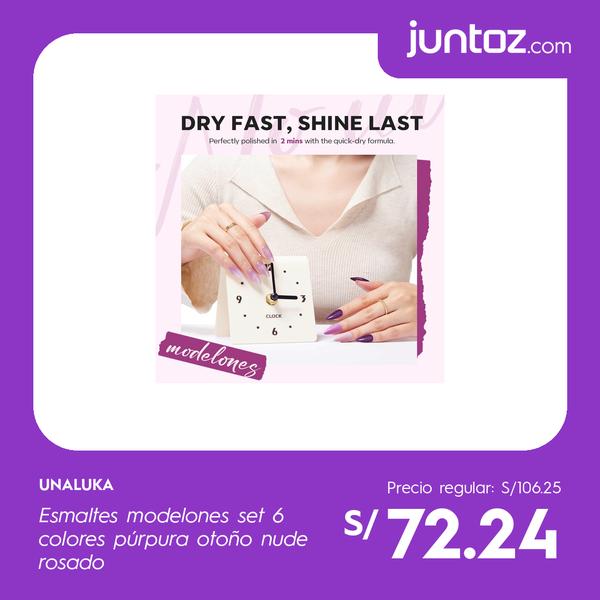 juntoz.com
DRY FAST, SHINE LAST
Perfectly polished in 2 mins with the quick-dry formula.
12
9 3
CLOCK
6
modelones
UNALUKA
Esmaltes modelones set 6
colores púrpura otoño nude
rosado
Precio regular: S/106.25
S/72.24